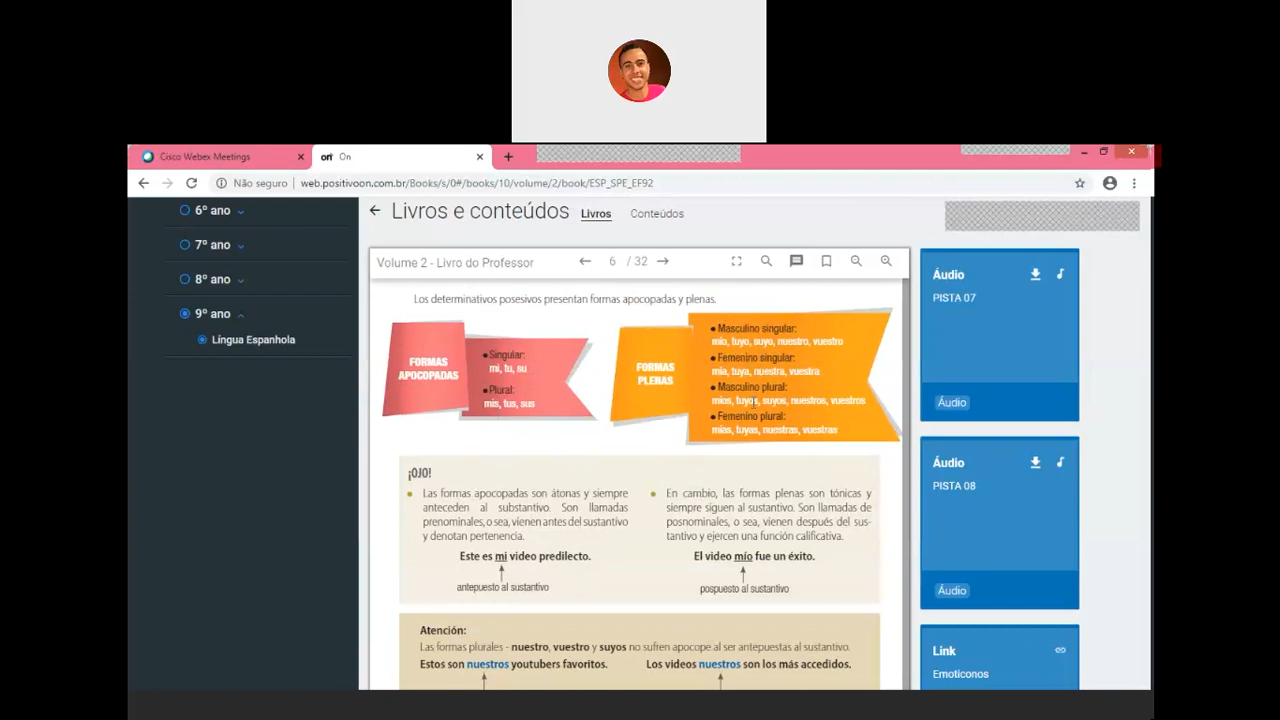 Cisco Webex Meetings
on
On
Não seguro
web.positivoon.com.br/Books/s/0#/books/10/volume/2/book/ESP_SPE_EF92
6º ano
7º ano
8º ano
9º ano
Língua Espanhola
Livros e conteúdos
Livros
Conteúdos
Volume 2 - Livro do Professor
6 / 32
Los determinativos posesivos presentan formas apocopadas y plenas.
FORMAS
APOCOPADAS
Singular:
mi, tu, su
Plural:
mis, tus, sus
FORMAS
PLENAS
Masculino singular:
mío, tuyo, suyo, nuestro, vuestro
Femenino singular:
mía, tuya, nuestra, vuestra
Masculino plural:
míos, tuyos, suyos, nuestros, vuestros
Femenino plural:
mías, tuyas, nuestras, vuestras
¡OJO!
Las formas apocopadas son átonas y siempre
anteceden al substantivo. Son llamadas
prenominales, o sea, vienen antes del sustantivo
y denotan pertenencia.
Este es mi video predilecto.
antepuesto al sustantivo
En cambio, las formas plenas son tónicas y
siempre siguen al sustantivo. Son llamadas de
posnominales, o sea, vienen después del sus-
tantivo y ejercen una función calificativa.
El video mío fue un éxito.
pospuesto al sustantivo
Atención:
Las formas plurales - nuestro, vuestro y suyos no sufren apocope al ser antepuestas al sustantivo.
Estos son nuestros youtubers favoritos.
Los videos nuestros son los más accedidos.
Áudio
PISTA 07
Áudio
Áudio
PISTA 08
Áudio
Link
Emoticonos